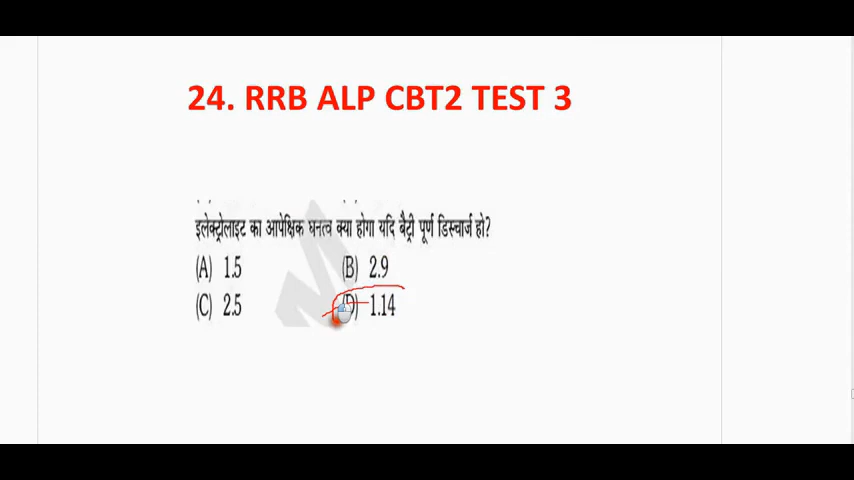 24. RRB ALP CBT2 TEST 3
इलेक्ट्रोलाइट का आपेक्षिक घनत्व क्या होगा यदि बैट्री पूर्ण डिस्चार्ज हो?
(A) 1.5 (B) 2.9
(C) 2.5 (D) 1.14